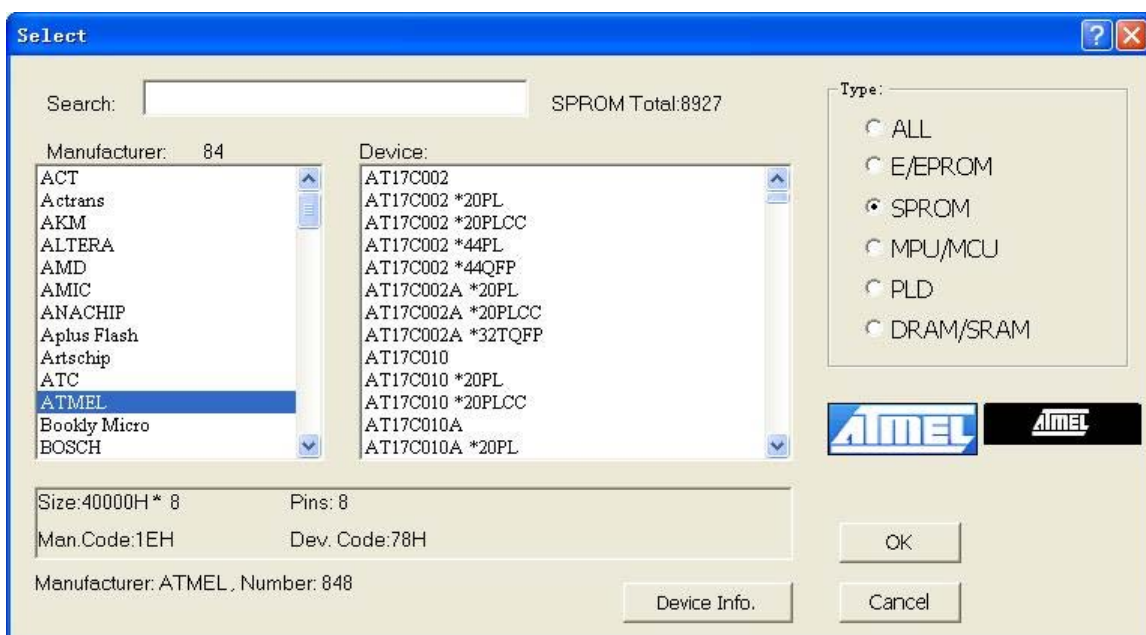 Select
Search:
SPROM Total:8927
Manufacturer: 84
ACT
Actrans
AKM
ALTERA
AMD
AMIC
ANACHIP
Aplus Flash
Artschip
ATC
ATMEL
Bookly Micro
BOSCH
Device:
AT17C002
AT17C002 *20PL
AT17C002 *20PLCC
AT17C002 *44PL
AT17C002 *44QFP
AT17C002A *20PL
AT17C002A *20PLCC
AT17C002A *32TQFP
AT17C010
AT17C010 *20PL
AT17C010 *20PLCC
AT17C010A
AT17C010A *20PL
Type:
ALL
E/EPROM
SPROM
MPU/MCU
PLD
DRAM/SRAM
ATMEL
ATMEL
Size:40000H * 8 Pins: 8
Man.Code:1EH Dev. Code:78H
Manufacturer: ATMEL , Number: 848
Device Info.
OK
Cancel